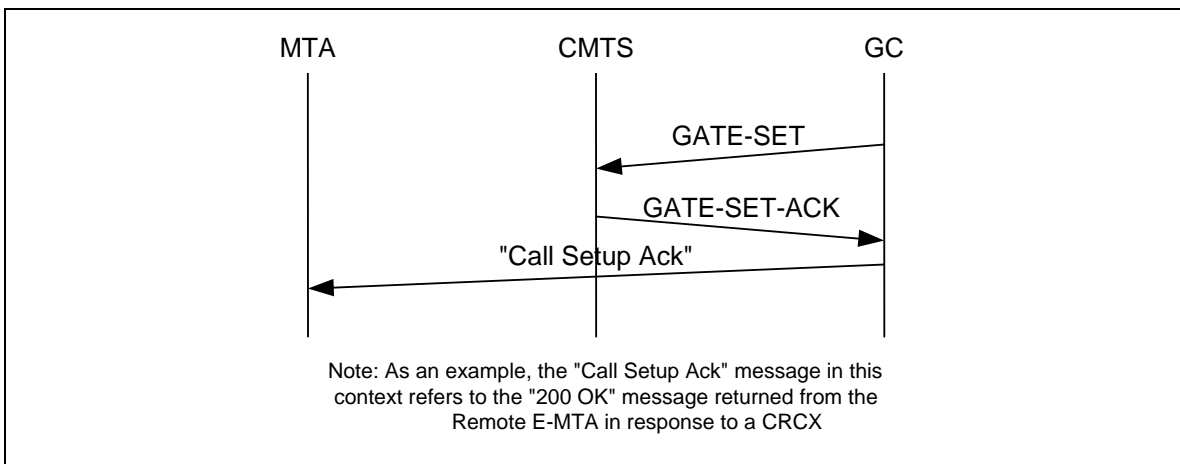 MTA
CMTS
GC
GATE-SET
GATE-SET-ACK
"Call Setup Ack"
Note: As an example, the "Call Setup Ack" message in this
context refers to the "200 OK" message returned from the
Remote E-MTA in response to a CRCX